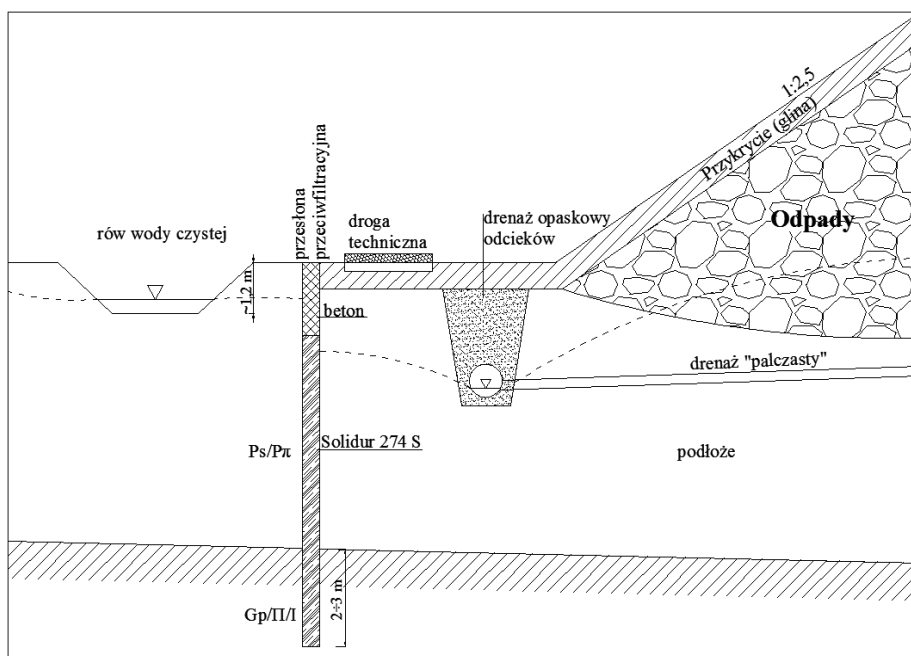 1:2,5
Przykrycie (glina)
Odpady
rów wody czystej
przesłona
przeciwfiltracyjna
droga
techniczna
drenaż opaskowy
odcieków
~1,2 m
beton
drenaż "palczasty"
Ps/Pπ
Solidur 274 S
podłoże
Gp/Π/I
2÷3 m